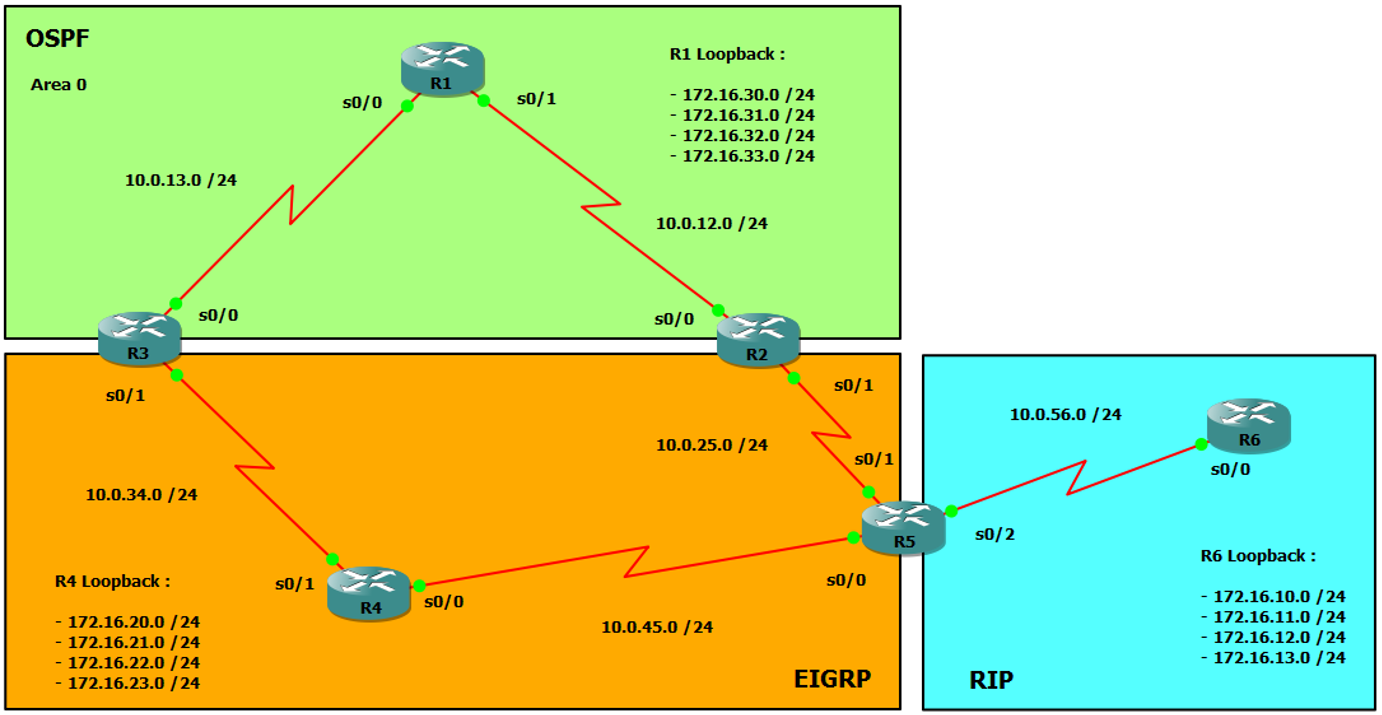 OSPF
Area 0
R1
s0/0
s0/1
R1 Loopback :
- 172.16.30.0 /24
- 172.16.31.0 /24
- 172.16.32.0 /24
- 172.16.33.0 /24
10.0.13.0 /24
10.0.12.0 /24
s0/0
s0/0
R3
R2
s0/1
s0/1
10.0.25.0 /24
s0/1
10.0.34.0 /24
10.0.56.0 /24
R6
s0/0
R5
s0/2
s0/0
R4 Loopback :
- 172.16.20.0 /24
- 172.16.21.0 /24
- 172.16.22.0 /24
- 172.16.23.0 /24
s0/1
R4
s0/0
10.0.45.0 /24
EIGRP
R6 Loopback :
- 172.16.10.0 /24
- 172.16.11.0 /24
- 172.16.12.0 /24
- 172.16.13.0 /24
RIP